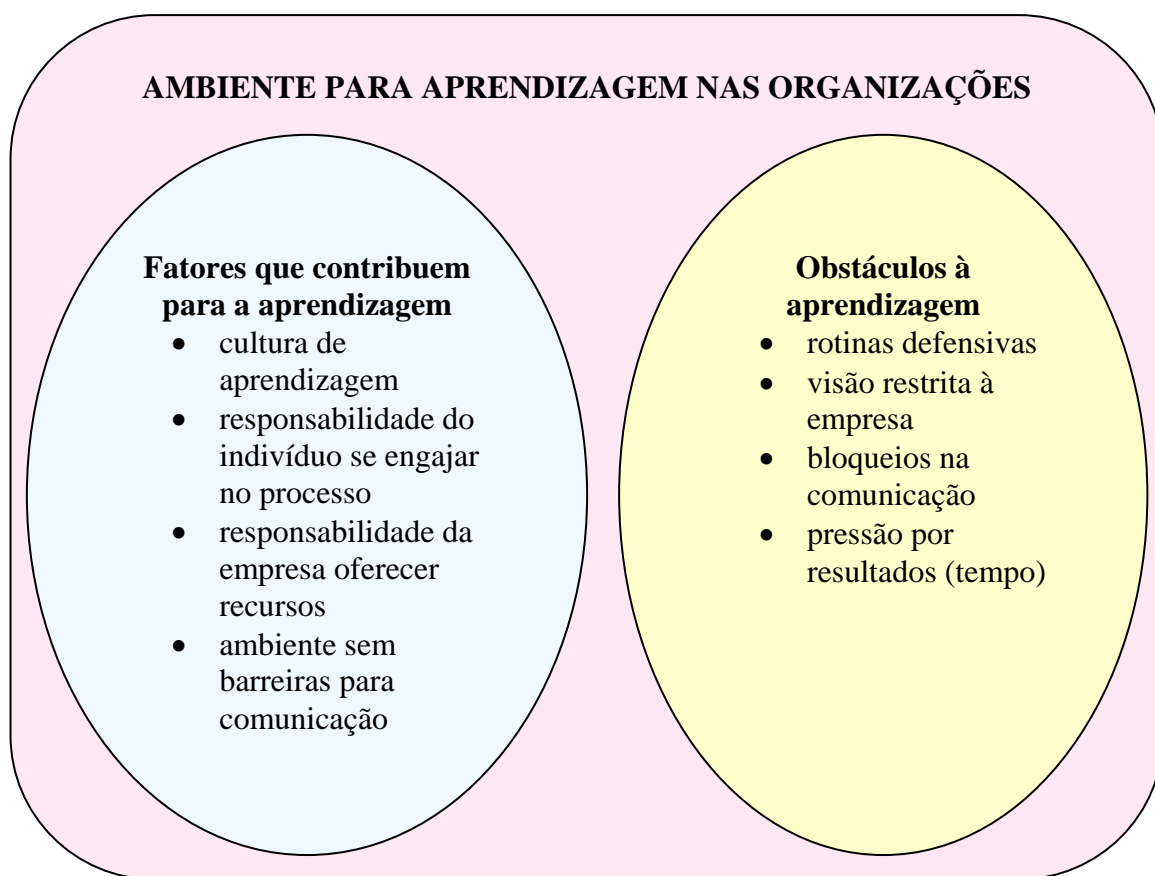 AMBIENTE PARA APRENDIZAGEM NAS ORGANIZAÇÕES
Fatores que contribuem
para a aprendizagem
• cultura de
aprendizagem
• responsabilidade do
indivíduo se engajar
no processo
• responsabilidade da
empresa oferecer
recursos
• ambiente sem
barreiras para
comunicação
Obstáculos à
aprendizagem
• rotinas defensivas
• visão restrita à
empresa
• bloqueios na
comunicação
• pressão por
resultados (tempo)